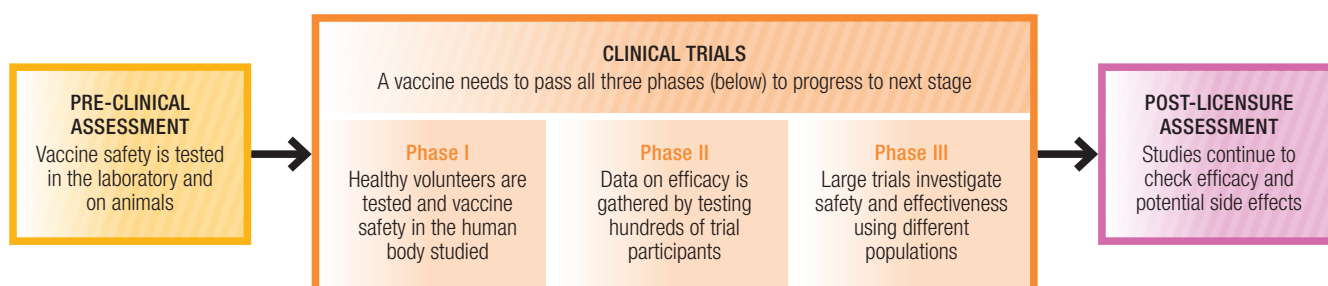 PRE-CLINICAL
ASSESSMENT
Vaccine safety is tested
in the laboratory and
on animals
CLINICAL TRIALS
A vaccine needs to pass all three phases (below) to progress to next stage
Phase I
Healthy volunteers are
tested and vaccine
safety in the human
body studied
Phase II
Data on efficacy is
gathered by testing
hundreds of trial
participants
Phase III
Large trials investigate
safety and effectiveness
using different
populations
POST-LICENSURE
ASSESSMENT
Studies continue to
check efficacy and
potential side effects